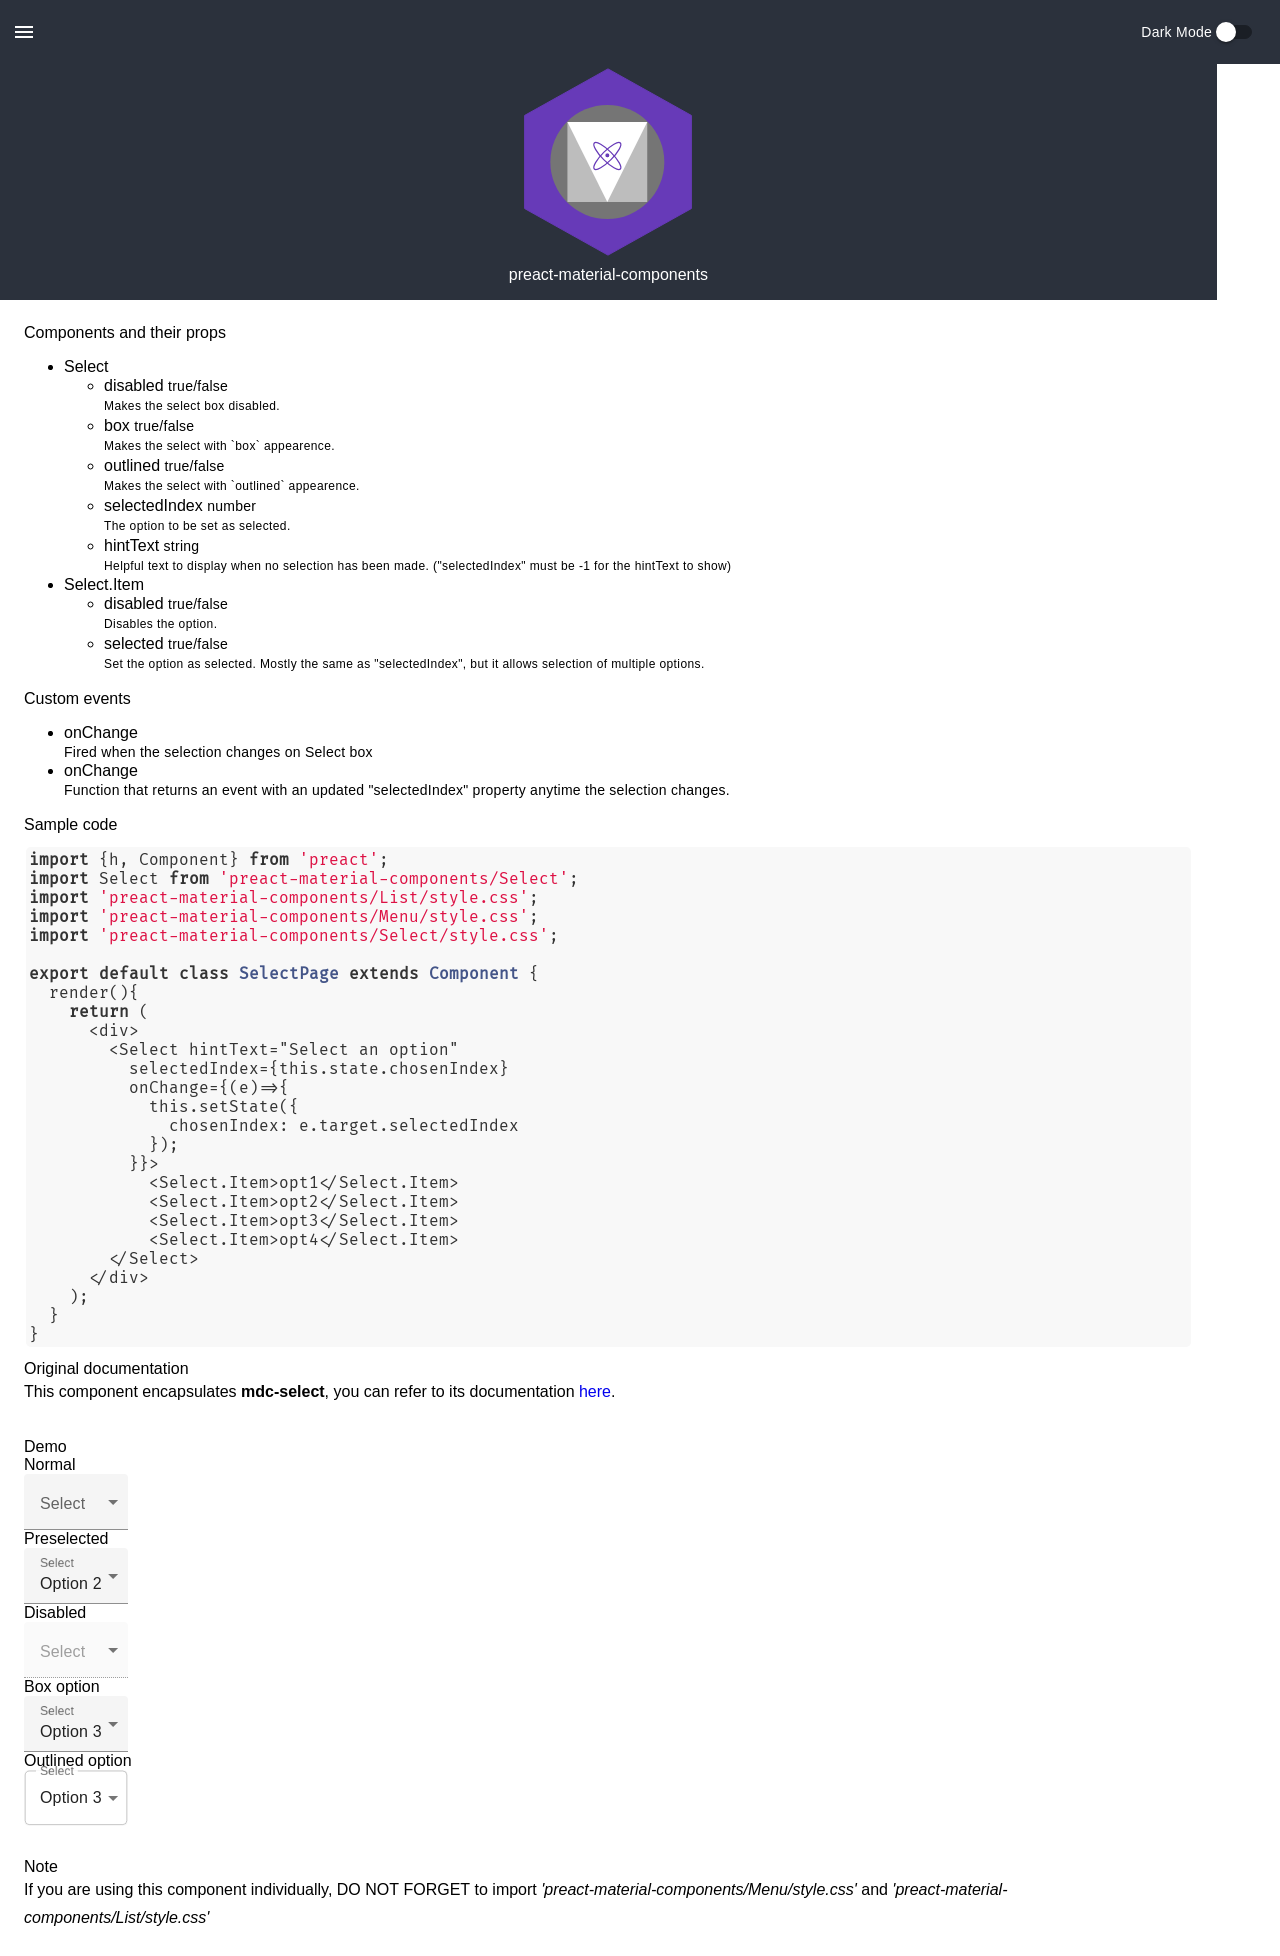 Dark Mode
preact-material-components
Components and their props
Select
disabled true/false
Makes the select box disabled.
box true/false
Makes the select with `box` appearence.
outlined true/false
Makes the select with `outlined` appearence.
selectedIndex number
The option to be set as selected.
hintText string
Helpful text to display when no selection has been made. ("selectedIndex" must be -1 for the hintText to show)
Select.Item
disabled true/false
Disables the option.
selected true/false
Set the option as selected. Mostly the same as "selectedIndex", but it allows selection of multiple options.
Custom events
onChange
Fired when the selection changes on Select box
onChange
Function that returns an event with an updated "selectedIndex" property anytime the selection changes.
Sample code
import {h, Component} from 'preact';
import Select from 'preact-material-components/Select';
import 'preact-material-components/List/style.css';
import 'preact-material-components/Menu/style.css';
import 'preact-material-components/Select/style.css';

export default class SelectPage extends Component {
  render(){
    return (
      <div>
        <Select hintText="Select an option"
          selectedIndex={this.state.chosenIndex}
          onChange={(e)=>{
            this.setState({
              chosenIndex: e.target.selectedIndex
            });
          }}>
            <Select.Item>opt1</Select.Item>
            <Select.Item>opt2</Select.Item>
            <Select.Item>opt3</Select.Item>
            <Select.Item>opt4</Select.Item>
        </Select>
      </div>
    );
  }
}
Original documentation
This component encapsulates mdc-select, you can refer to its documentation here.
Demo
Normal
Select
Preselected
Select
Option 2
Disabled
Select
Box option
Select
Option 3
Outlined option
Select
Option 3
Note
If you are using this component individually, DO NOT FORGET to import 'preact-material-components/Menu/style.css' and 'preact-material-
components/List/style.css'